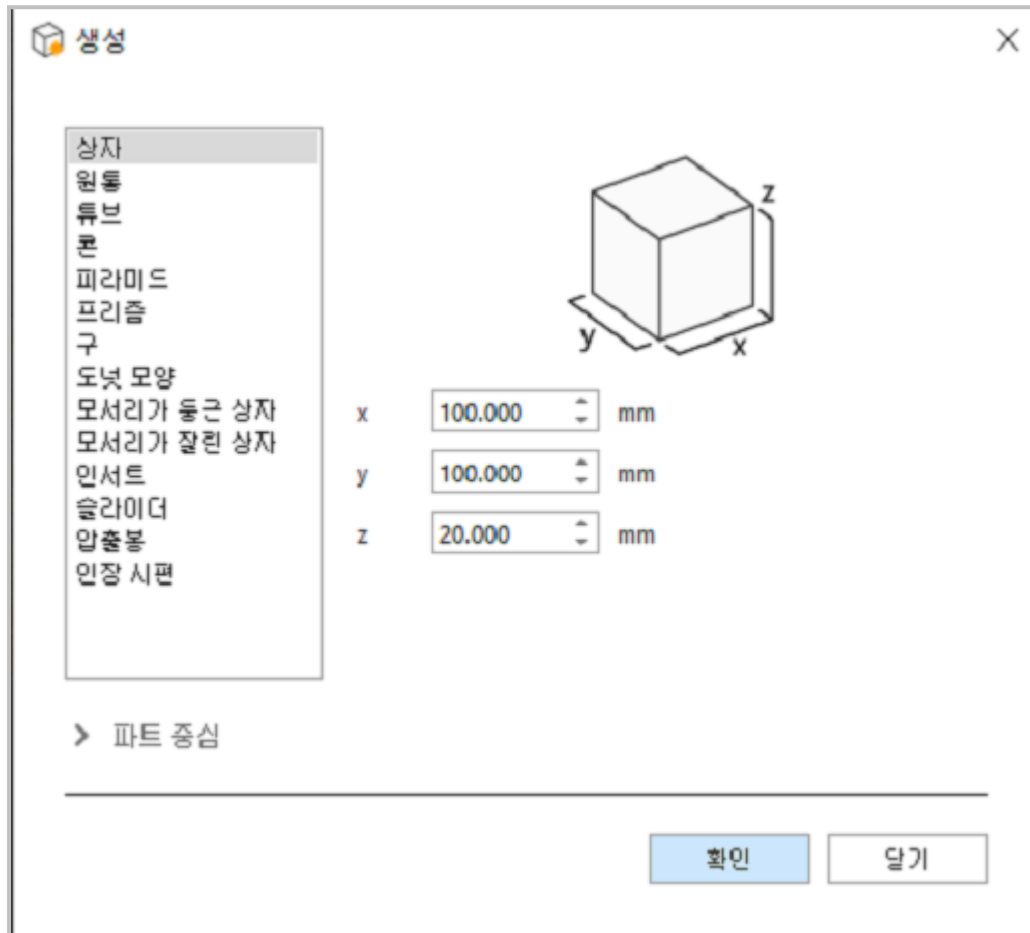 생성
상자
원통
튜브
콘
피라미드
프리즘
구
도넛 모양
모서리가 둥근 상자
모서리가 잘린 상자
인서트
슬라이더
압출봉
인장 시편
z
y
x
x 100.000 mm
y 100.000 mm
z 20.000 mm
파트 중심
확인
닫기